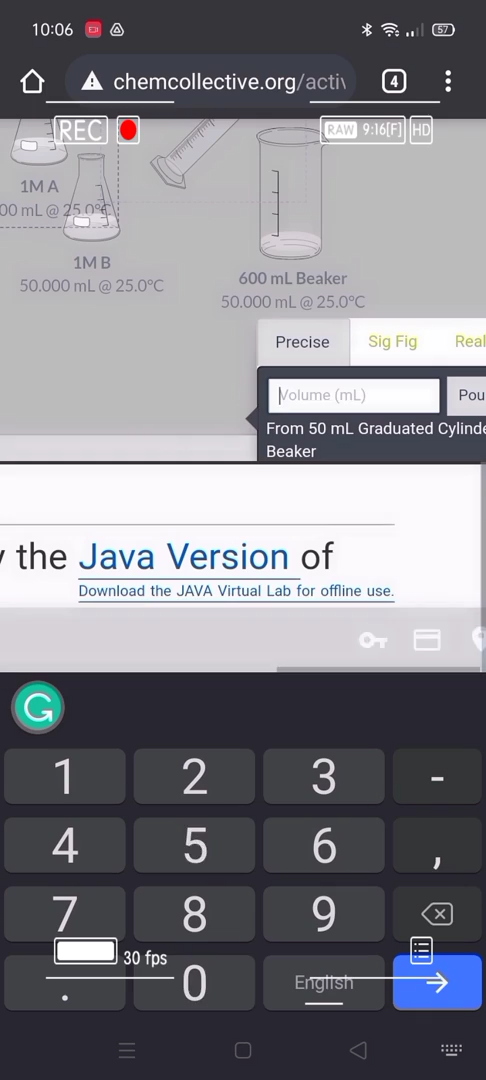 10:06
57
chemcollective.org/activ
4
REC
RAW 9:16[F] HD
1M A
00 mL @ 25.0°C
1M B
50.000 mL @ 25.0°C
600 mL Beaker
50.000 mL @ 25.0°C
Precise
Sig Fig
Real
Volume (mL)
Pou
From 50 mL Graduated Cylinde
Beaker
y the Java Version of
Download the JAVA Virtual Lab for offline use.
1 2 3 -
4 5 6 ,
7 8 9
30 fps
. 0 English